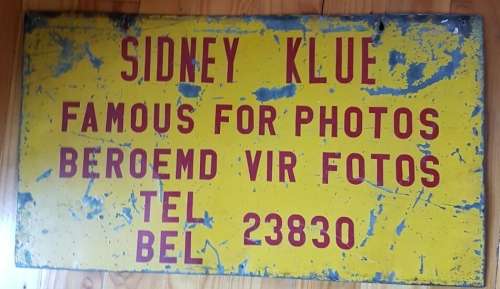 SIDNEY KLUE
FAMOUS FOR PHOTOS
BEROEMD VIR FOTOS
TEL
BEL 23830